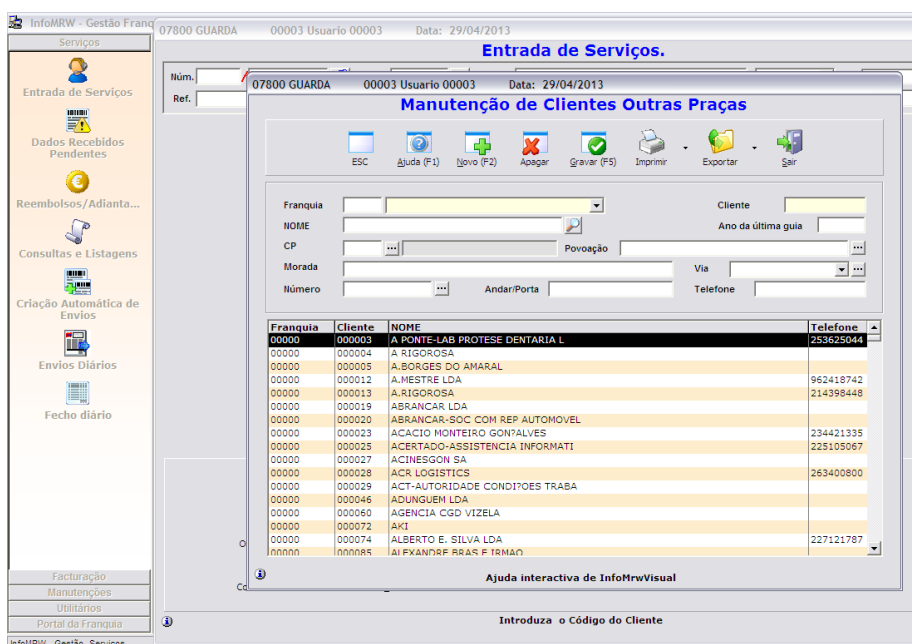 InfoMRW - Gestão Franq
Serviços
Entrada de Serviços
Dados Recebidos
Pendentes
Reembolsos/Adianta...
Consultas e Listagens
Criação Automática de
Envios
Envios Diários
Fecho diário
Facturação
Manutenções
Utilitários
Portal da Franquia
InfoMRW - Gestão Serviços
07800 GUARDA 00003 Usuario 00003 Data: 29/04/2013
Entrada de Serviços.
Núm.
Ref.
07800 GUARDA 00003 Usuario 00003 Data: 29/04/2013
Manutenção de Clientes Outras Praças
ESC Ajuda (F1) Novo (F2) Apagar Gravar (F5) Imprimir Exportar Sair
Franquia Cliente
NOME Ano da última guia
CP ... Povoação ...
Morada Via ...
Número ... Andar/Porta Telefone
Franquia Cliente NOME Telefone
00000 000003 A PONTE-LAB PROTESE DENTARIA L 253625044
00000 000004 A RIGOROSA
00000 000005 A.BORGES DO AMARAL
00000 000012 A.MESTRE LDA 962418742
00000 000013 A.RIGOROSA 214398448
00000 000019 ABRANCAR LDA
00000 000020 ABRANCAR-SOC COM REP AUTOMOVEL
00000 000023 ACACIO MONTEIRO GON?ALVES 234421335
00000 000025 ACERTADO-ASSISTENCIA INFORMATI 225105067
00000 000027 ACINESGON SA
00000 000028 ACR LOGISTICS 263400800
00000 000029 ACT-AUTORIDADE CONDI?OES TRABA
00000 000046 ADUNGUEM LDA
00000 000060 AGENCIA CGD VIZELA
00000 000072 AKI
00000 000074 ALBERTO E. SILVA LDA 227121787
00000 000085 ALEXANDRE BRAS E IRMAO
Ajuda interactiva de InfoMrwVisual
O
Co
Introduza o Código do Cliente